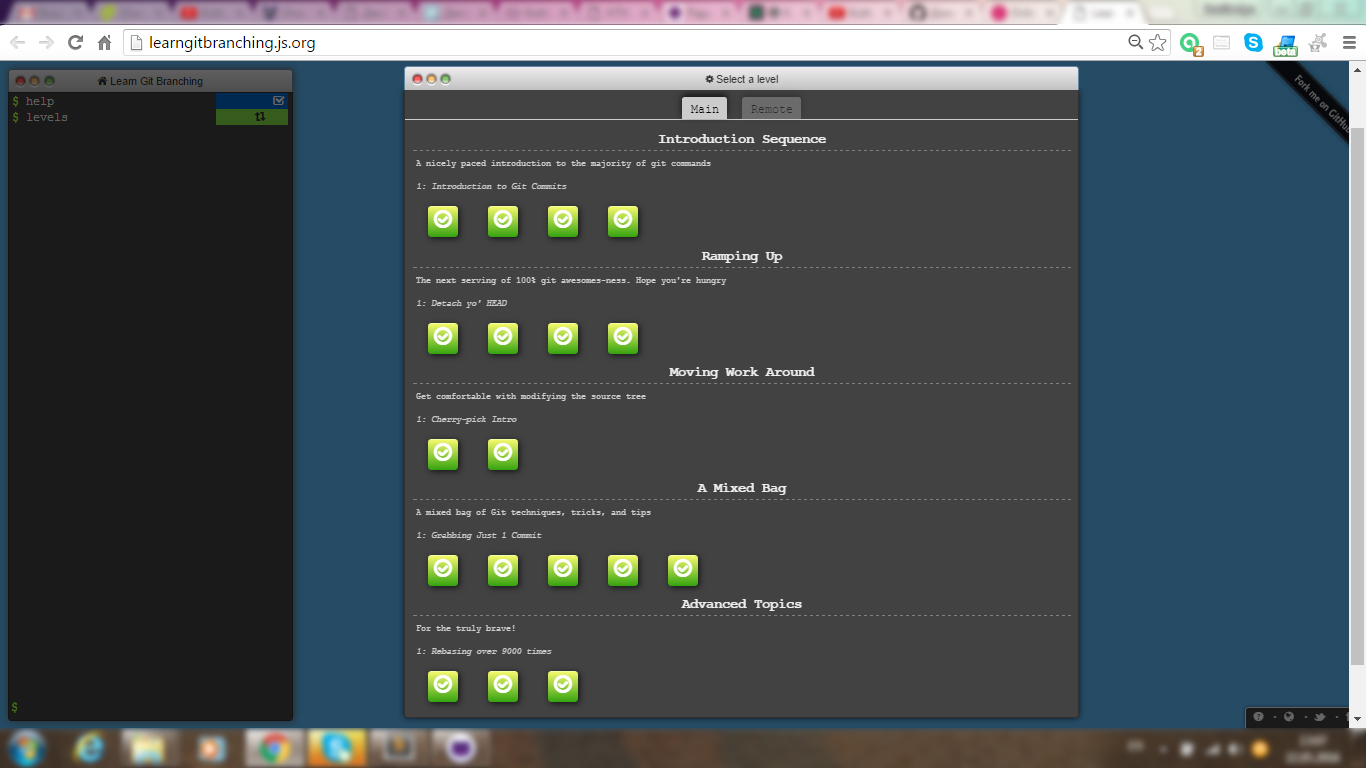 learngitbranching.js.org
2
beta
Learn Git Branching
$ help
$ levels
$
Select a level
Main
Remote
Introduction Sequence
A nicely paced introduction to the majority of git commands
1: Introduction to Git Commits
Ramping Up
The next serving of 100% git awesomes-ness. Hope you're hungry
1: Detach yo' HEAD
Moving Work Around
Get comfortable with modifying the source tree
1: Cherry-pick Intro
A Mixed Bag
A mixed bag of Git techniques, tricks, and tips
1: Grabbing Just 1 Commit
Advanced Topics
For the truly brave!
1: Rebasing over 9000 times
Fork me on GitHub